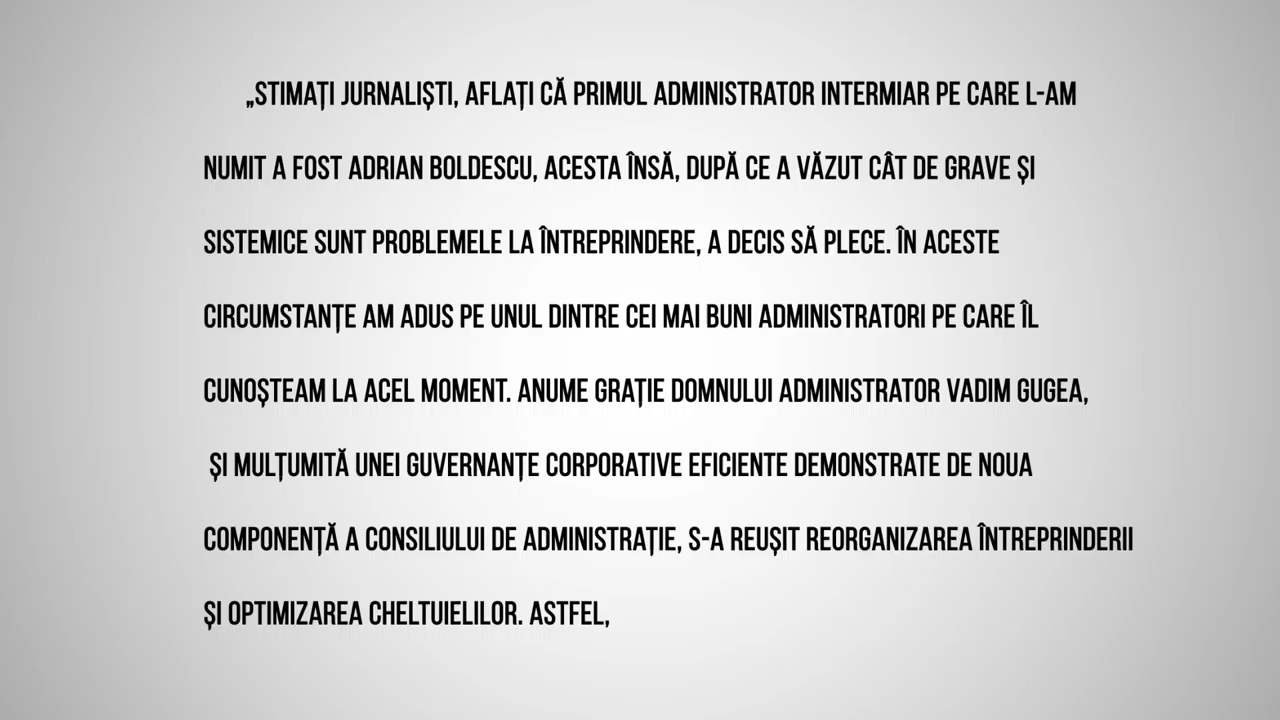 „STIMAȚI JURNALIȘTI, AFLAȚI CĂ PRIMUL ADMINISTRATOR INTERMIAR PE CARE L-AM
NUMIT A FOST ADRIAN BOLDESCU, ACESTA ÎNSĂ, DUPĂ CE A VĂZUT CÂT DE GRAVE ȘI
SISTEMICE SUNT PROBLEMELE LA ÎNTREPRINDERE, A DECIS SĂ PLECE. ÎN ACESTE
CIRCUMSTANȚE AM ADUS PE UNUL DINTRE CEI MAI BUNI ADMINISTRATORI PE CARE ÎL
CUNOȘTEAM LA ACEL MOMENT. ANUME GRAȚIE DOMNULUI ADMINISTRATOR VADIM GUGEA,
ȘI MULȚUMITĂ UNEI GUVERNANȚE CORPORATIVE EFICIENTE DEMONSTRATE DE NOUA
COMPONENȚĂ A CONSILIULUI DE ADMINISTRAȚIE, S-A REUȘIT REORGANIZAREA ÎNTREPRINDERII
ȘI OPTIMIZAREA CHELTUIELILOR. ASTFEL,